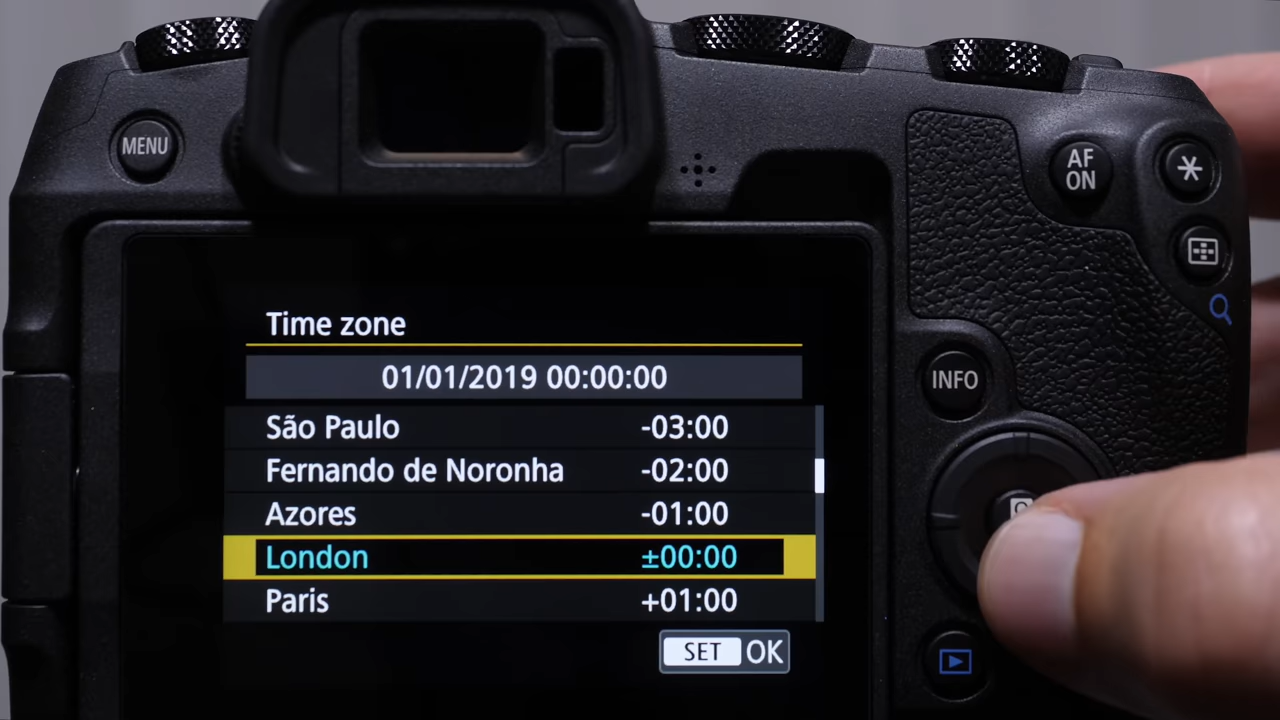 MENU
AF
ON
INFO
Time zone
01/01/2019 00:00:00
São Paulo -03:00
Fernando de Noronha -02:00
Azores -01:00
London ±00:00
Paris +01:00
SET OK